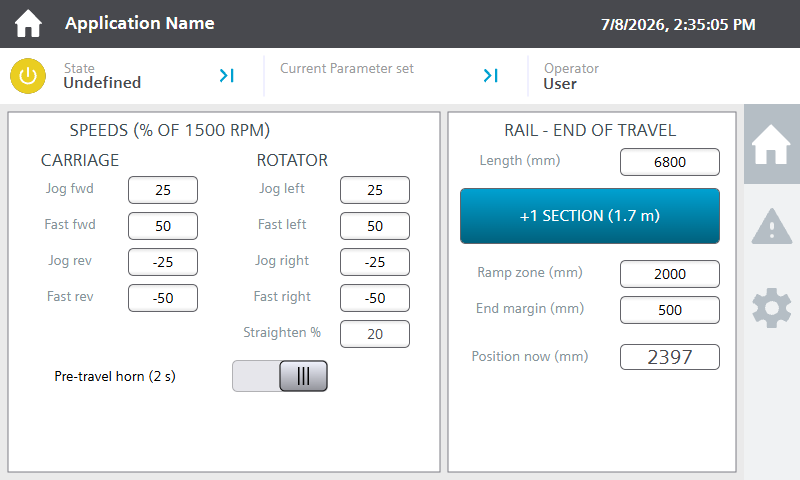 Application Name
7/8/2026, 2:35:05 PM
State
Undefined
Current Parameter set
Operator
User
SPEEDS (% OF 1500 RPM)
CARRIAGE
ROTATOR
Jog fwd 25
Jog left 25
Fast fwd 50
Fast left 50
Jog rev -25
Jog right -25
Fast rev -50
Fast right -50
Straighten % 20
Pre-travel horn (2 s)
RAIL - END OF TRAVEL
Length (mm) 6800
+1 SECTION (1.7 m)
Ramp zone (mm) 2000
End margin (mm) 500
Position now (mm) 2397